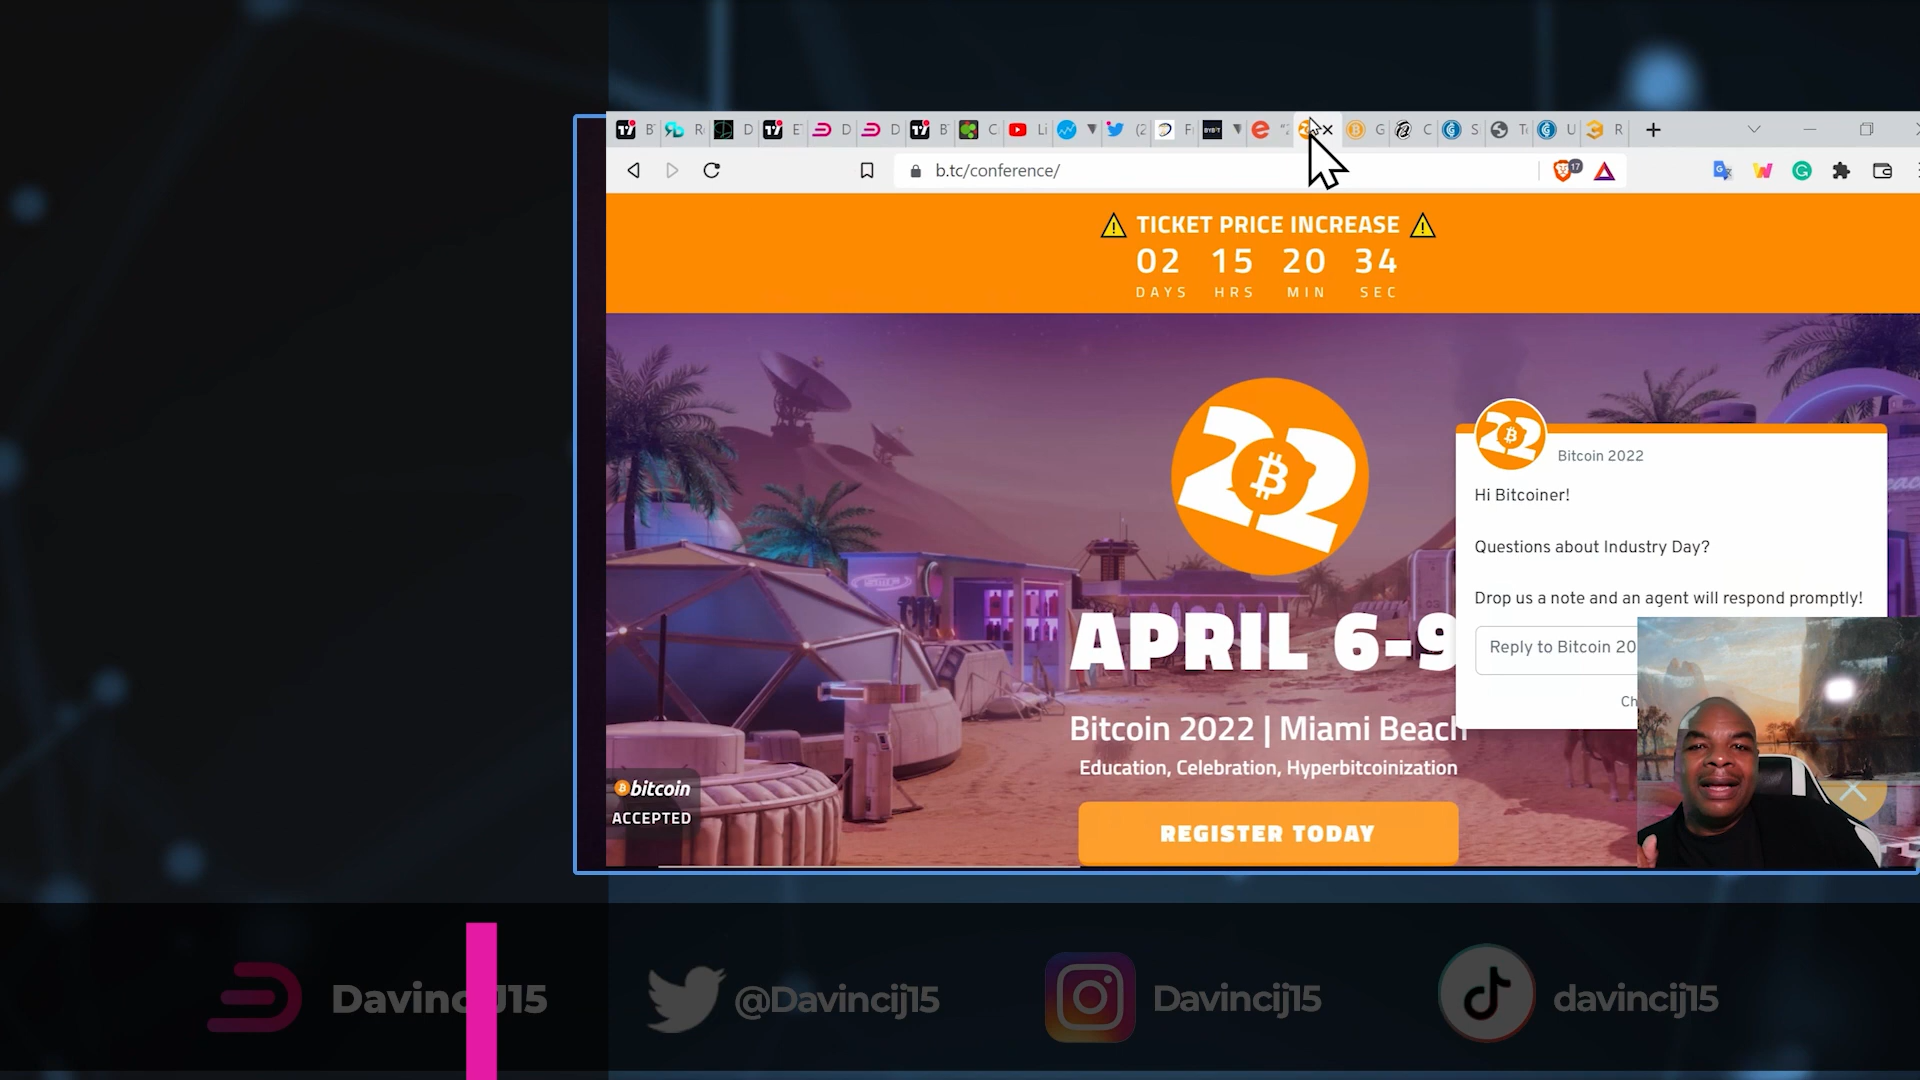 b.tc/conference/
17
TICKET PRICE INCREASE
02 15 20 34
DAYS HRS MIN SEC
22
Bitcoin 2022
Hi Bitcoiner!
Questions about Industry Day?
Drop us a note and an agent will respond promptly!
Reply to Bitcoin 20
Ch
APRIL 6-9
Bitcoin 2022 | Miami Beach
Education, Celebration, Hyperbitcoinization
bitcoin
ACCEPTED
REGISTER TODAY
@Davincij15
Davincij15
davincij15